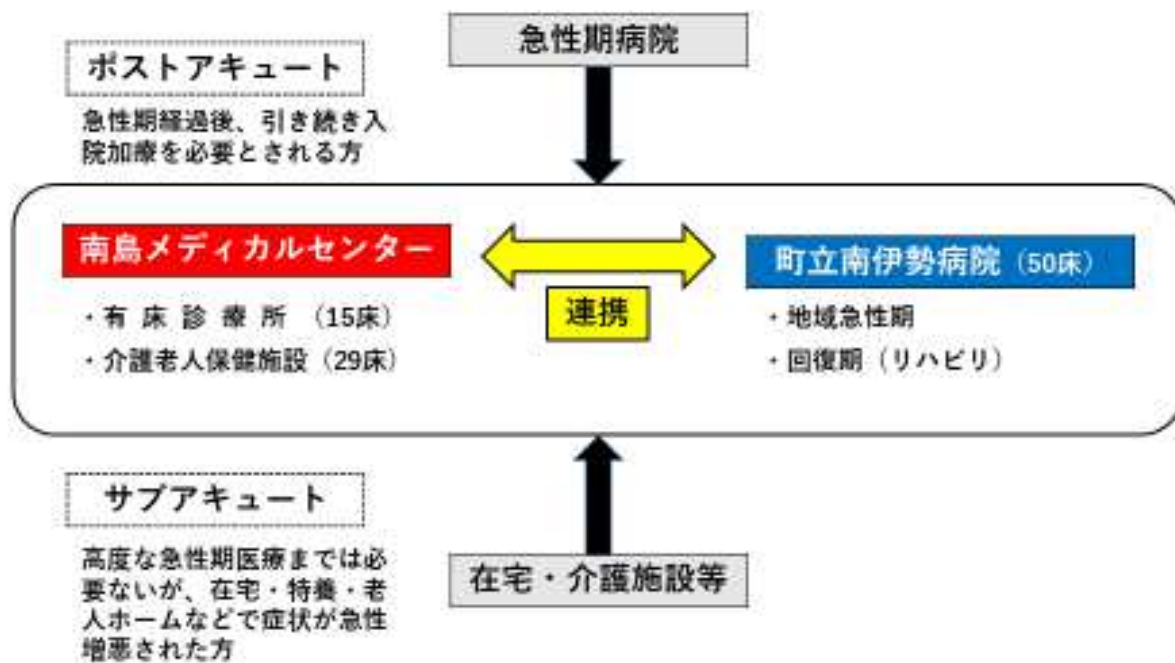 急性期病院
ポストアキュート
急性期経過後、引き続き入
院加療を必要とされる方
南島メディカルセンター
・有床診療所（15床）
・介護老人保健施設（29床）
連携
町立南伊勢病院（50床）
・地域急性期
・回復期（リハビリ）
サブアキュート
高度な急性期医療までは必
要ないが、在宅・特養・老
人ホームなどで症状が急性
増悪された方
在宅・介護施設等